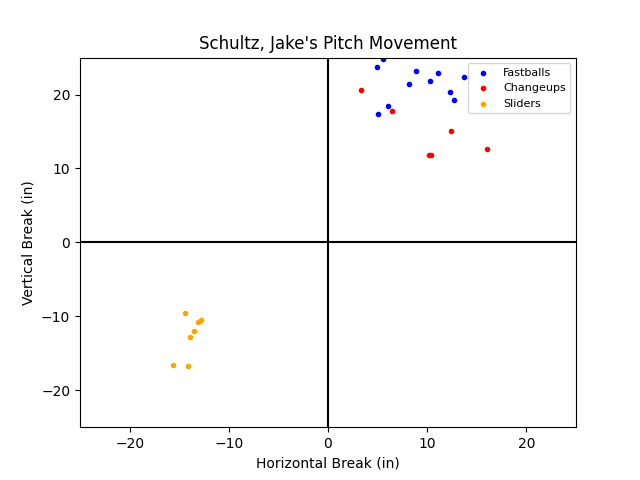 Schultz, Jake's Pitch Movement
Fastballs
Changeups
Sliders
Vertical Break (in)
20
10
0
−10
−20
−20
−10
0
10
20
Horizontal Break (in)